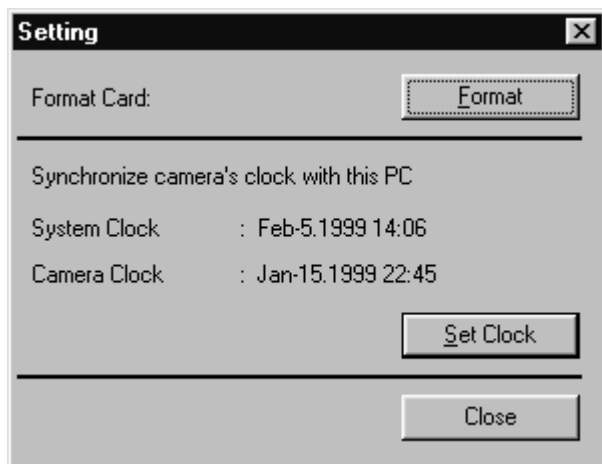 Setting
Format Card: Format
Synchronize camera's clock with this PC
System Clock : Feb-5.1999 14:06
Camera Clock : Jan-15.1999 22:45
Set Clock
Close